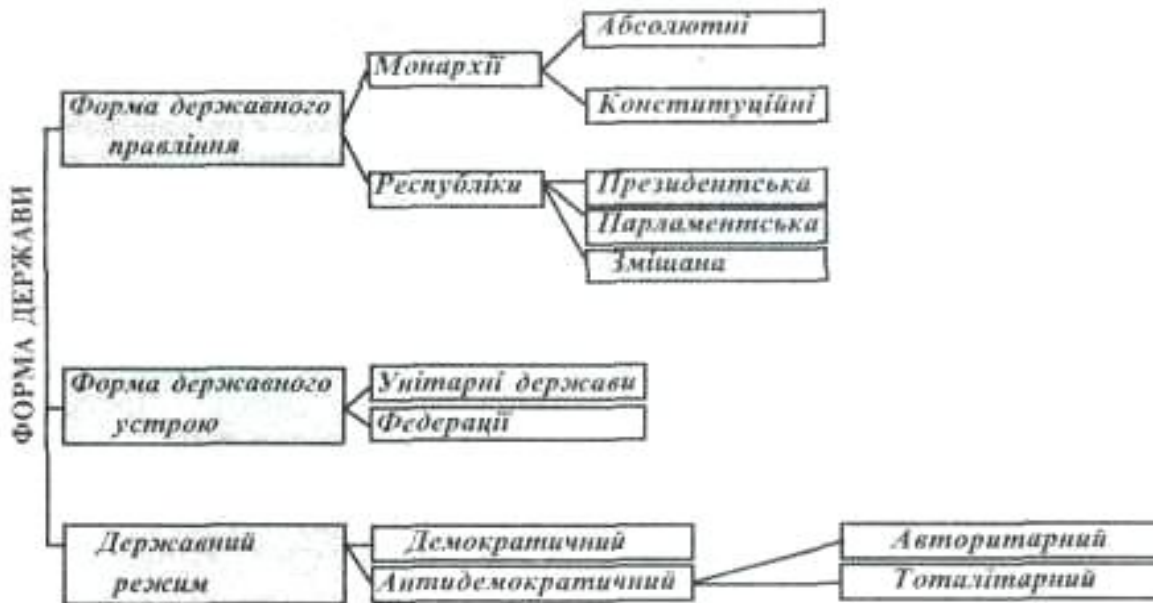 ФОРМА ДЕРЖАВИ
Форма державного
правління
Монархії
Абсолютні
Конституційні
Республіки
Президентська
Парламентська
Змішана
Форма державного
устрою
Унітарні держави
Федерації
Державний
режим
Демократичний
Антидемократичний
Авторитарний
Тоталітарний